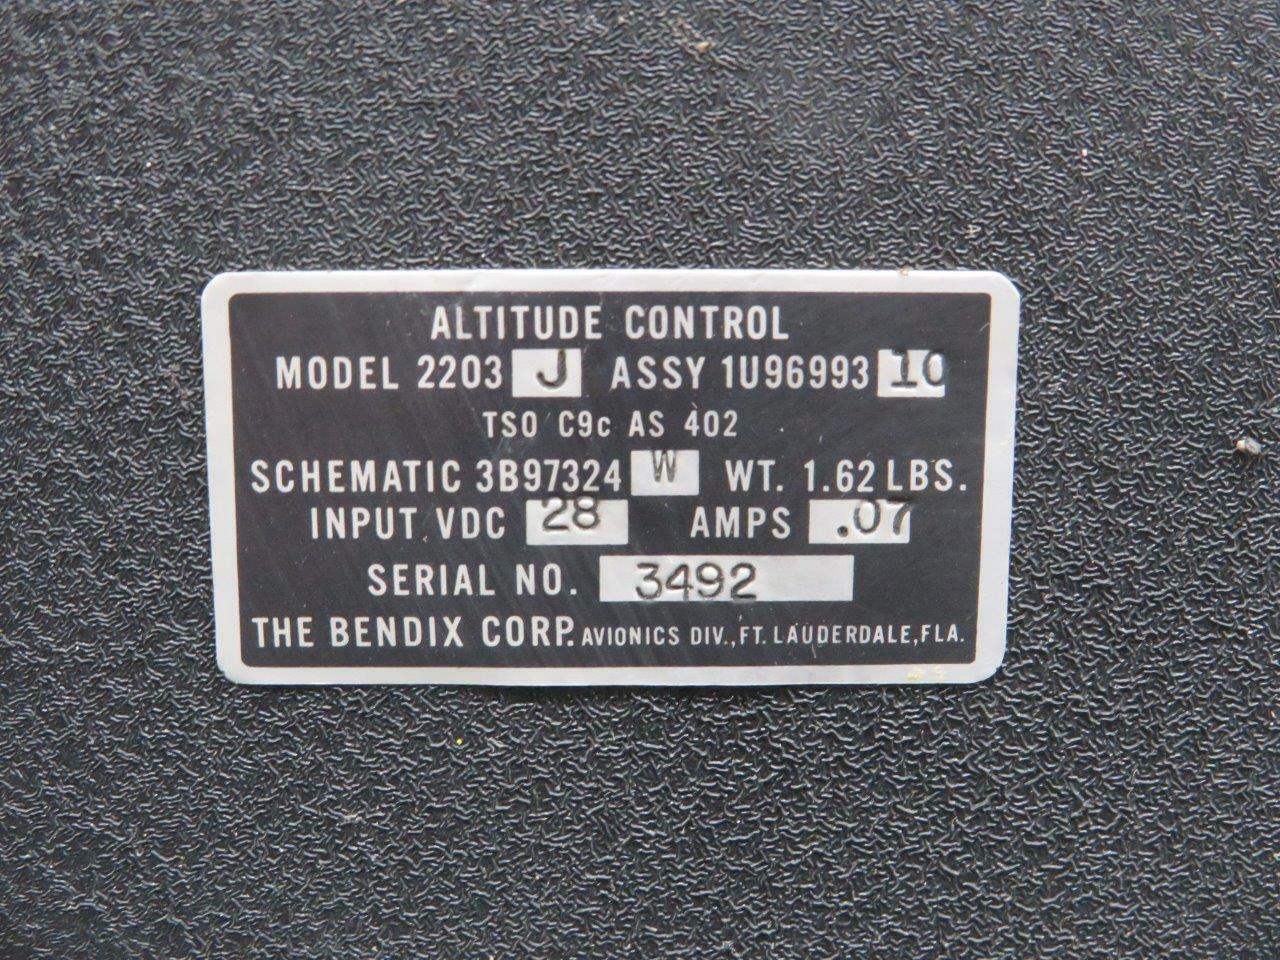 ALTITUDE CONTROL
MODEL 2203 J ASSY 1U96993 10
TSO C9c AS 402
SCHEMATIC 3B97324 W WT. 1.62 LBS.
INPUT VDC 28 AMPS .07
SERIAL NO. 3492
THE BENDIX CORP. AVIONICS DIV., FT. LAUDERDALE, FLA.